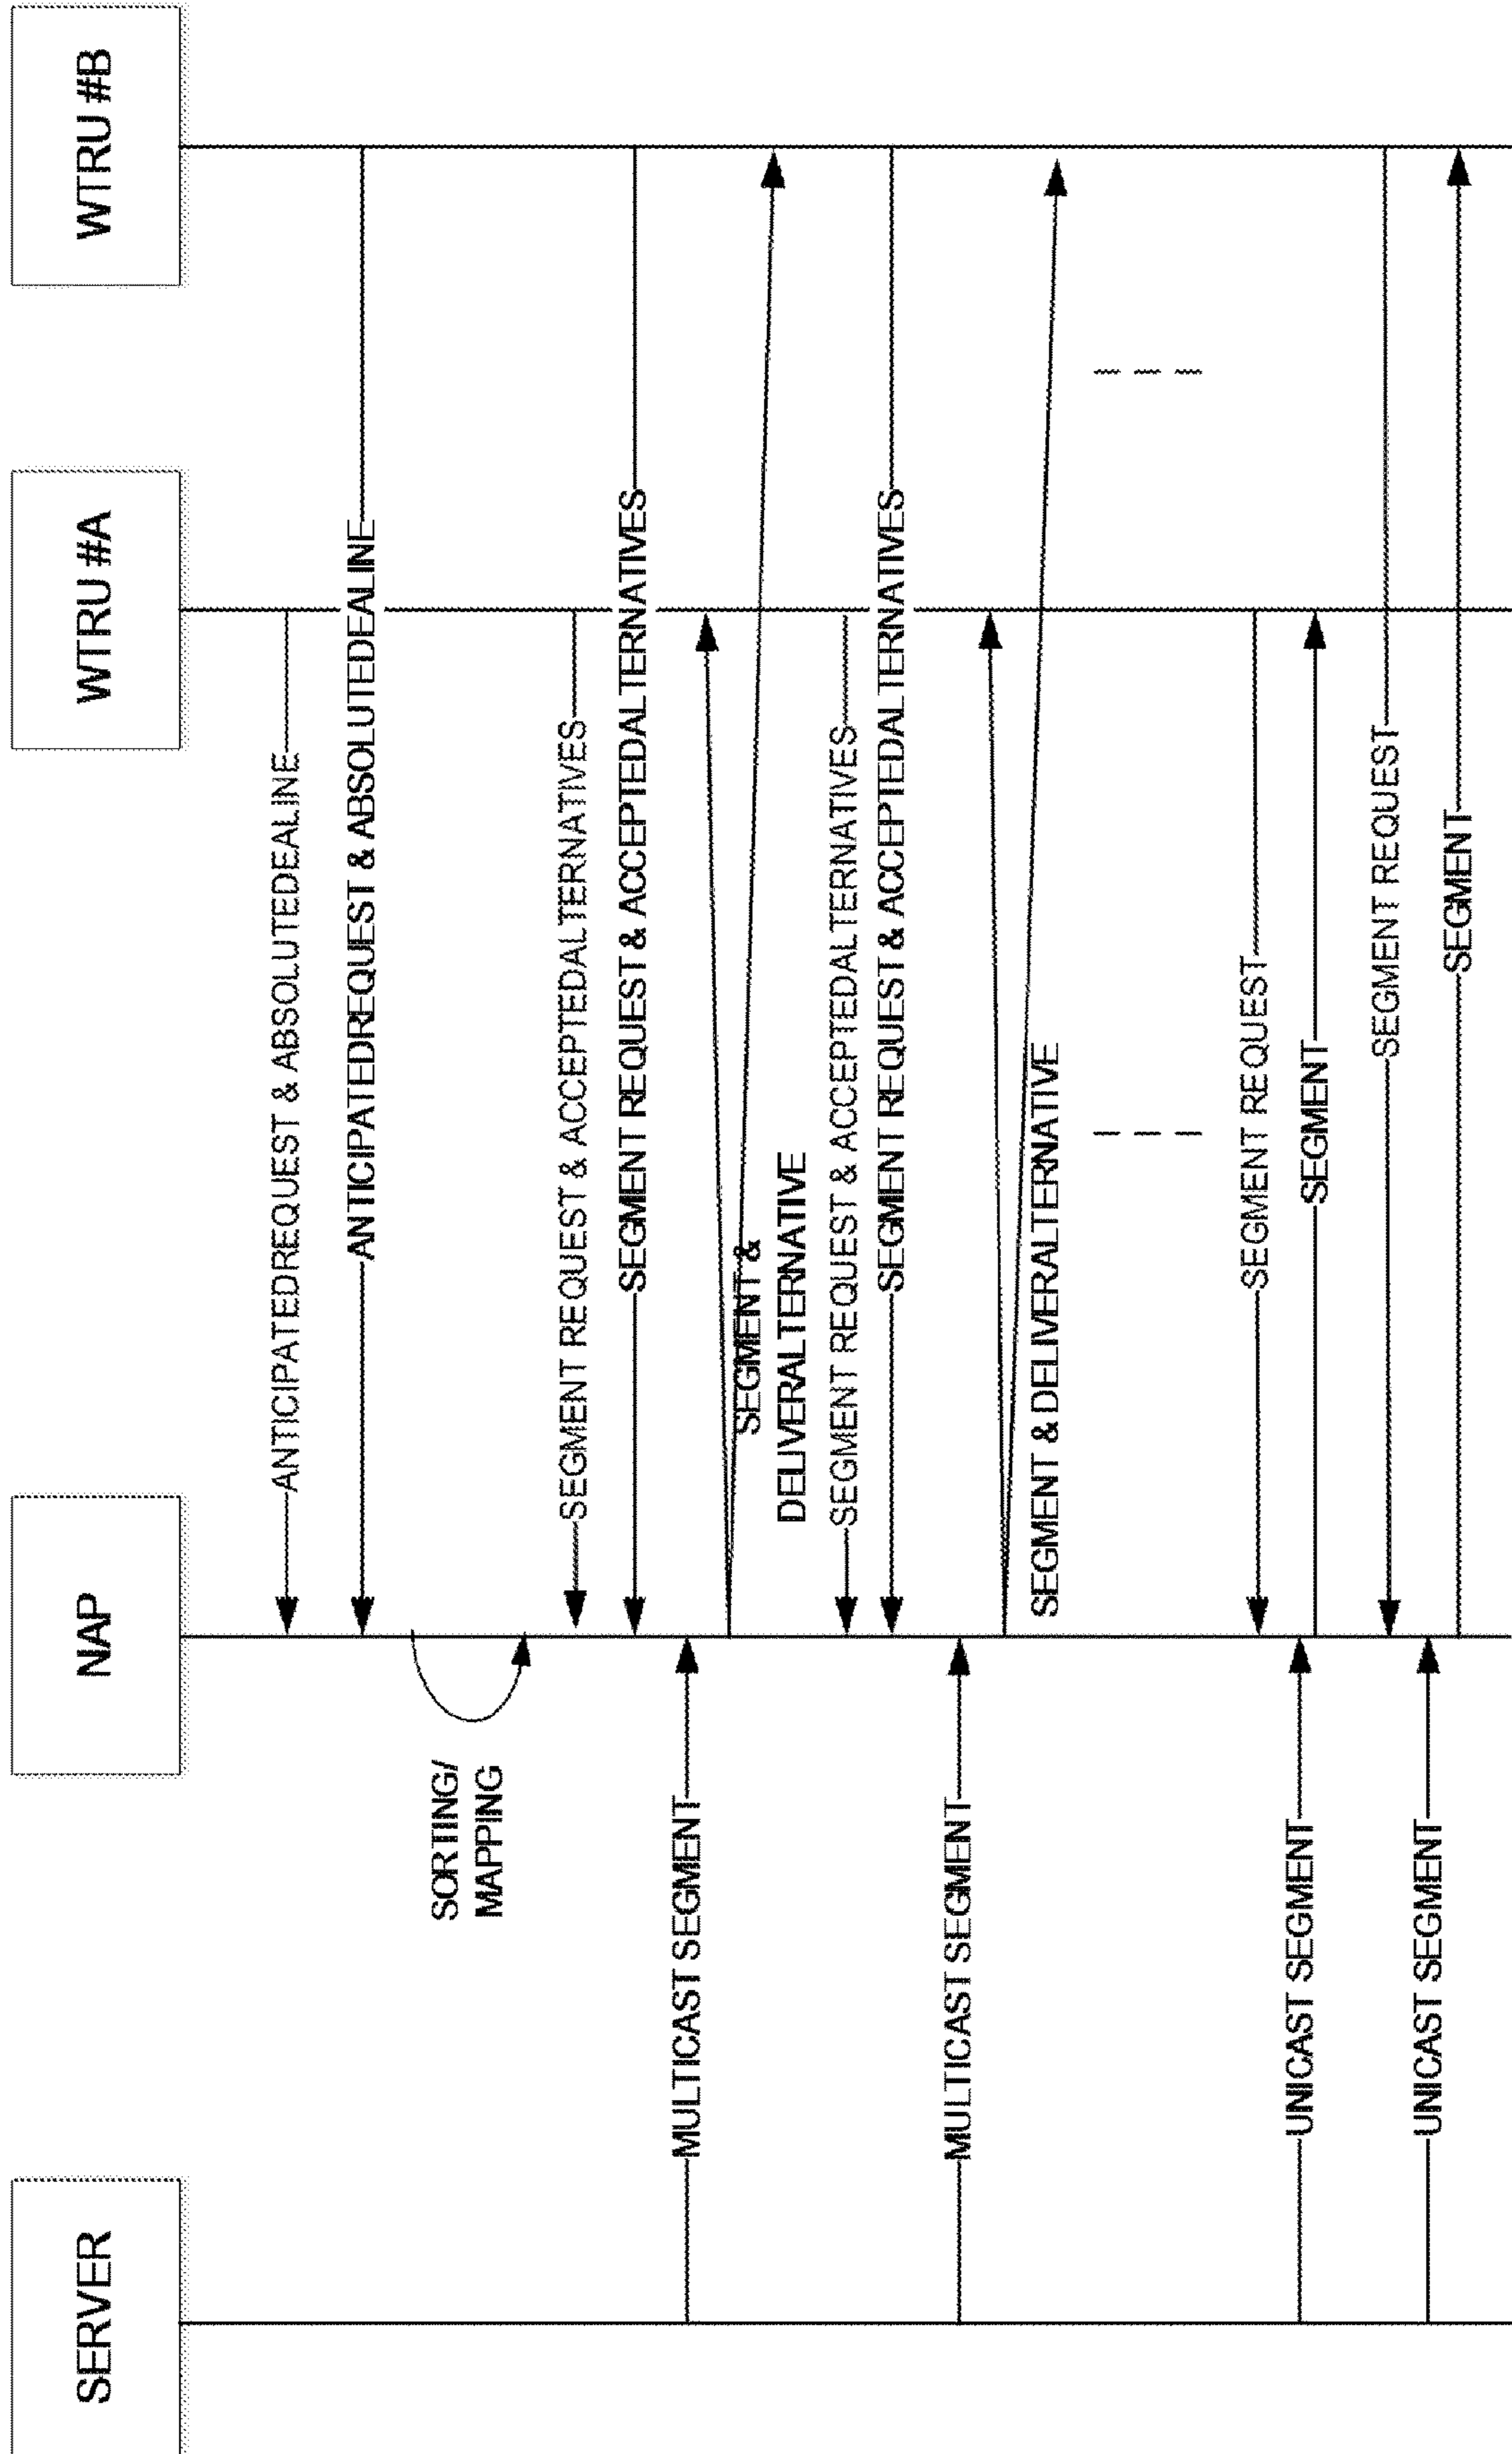 SERVER
NAP
WTRU #A
WTRU #B
ANTICIPATEDREQUEST & ABSOLUTEDEALINE
ANTICIPATEDREQUEST & ABSOLUTEDEALINE
SORTING/
MAPPING
SEGMENT REQUEST & ACCEPTEDALTERNATIVES
SEGMENT REQUEST & ACCEPTEDALTERNATIVES
MULTICAST SEGMENT
SEGMENT &
DELIVERALTERNATIVE
SEGMENT REQUEST & ACCEPTEDALTERNATIVES
SEGMENT REQUEST & ACCEPTEDALTERNATIVES
MULTICAST SEGMENT
SEGMENT & DELIVERALTERNATIVE
SEGMENT REQUEST
UNICAST SEGMENT
SEGMENT
SEGMENT REQUEST
UNICAST SEGMENT
SEGMENT